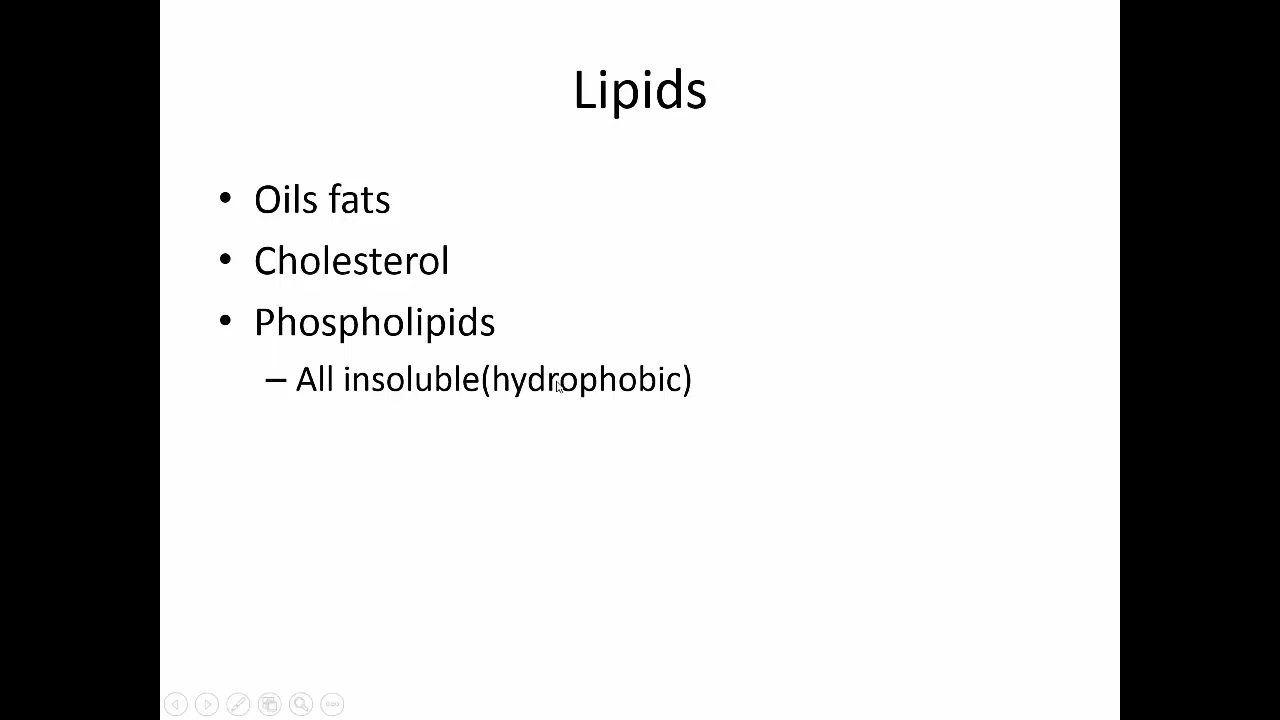 Lipids
• Oils fats
• Cholesterol
• Phospholipids
– All insoluble(hydrophobic)